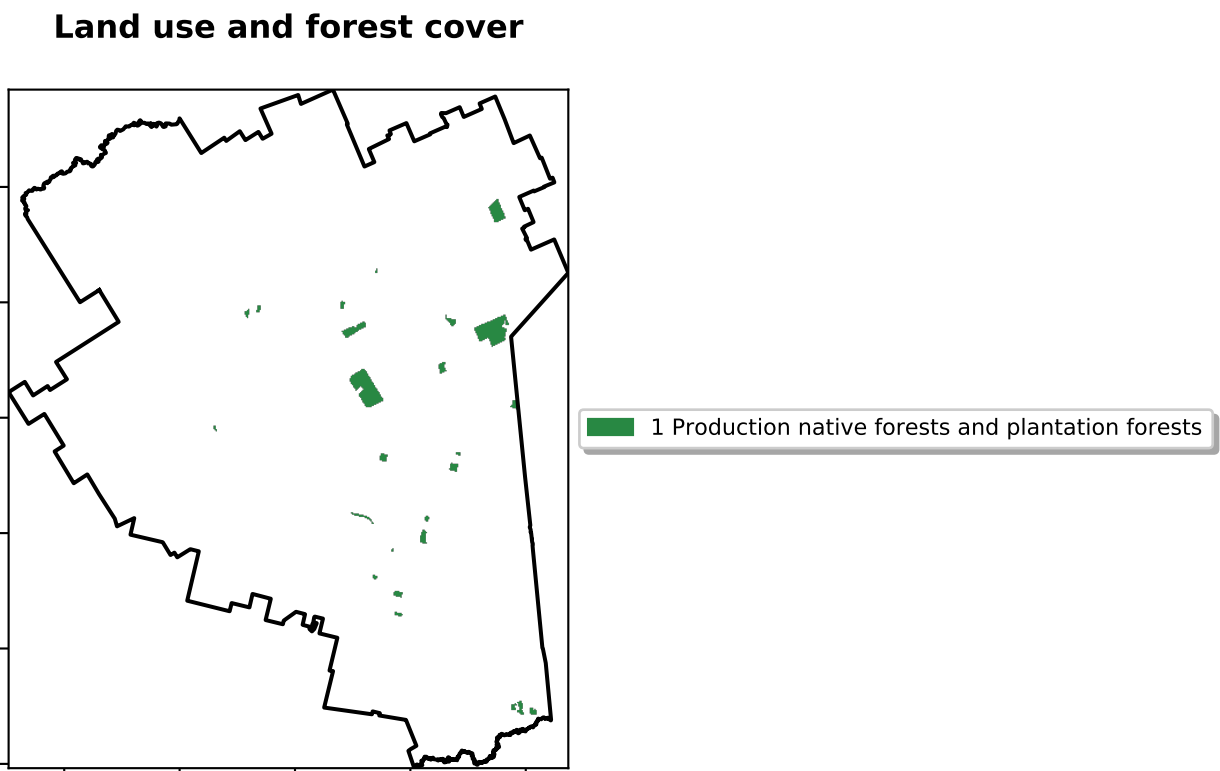 Land use and forest cover
1 Production native forests and plantation forests